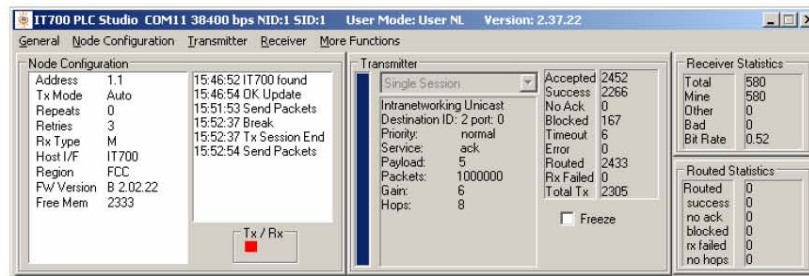 IT700 PLC Studio COM11 38400 bps NID:1 SID:1 User Mode: User NL Version: 2.37.22
General Node Configuration Transmitter Receiver More Functions
Node Configuration
Address 1.1
Tx Mode Auto
Repeats 0
Retries 3
Rx Type M
Host I/F IT700
Region FCC
FW Version B 2.02.22
Free Mem 2333
15:46:52 IT700 found
15:46:54 OK Update
15:51:53 Send Packets
15:52:37 Break
15:52:37 Tx Session End
15:52:54 Send Packets
Tx / Rx
Transmitter
Single Session
Intranetworking Unicast
Destination ID: 2 port: 0
Priority: normal
Service: ack
Payload: 5
Packets: 1000000
Gain: 6
Hops: 8
Accepted 2452
Success 2266
No Ack 0
Blocked 167
Timeout 6
Error 0
Routed 2433
Rx Failed 0
Total Tx 2305
Freeze
Receiver Statistics
Total 580
Mine 580
Other 0
Bad 0
Bit Rate 0.52
Routed Statistics
Routed 0
success 0
no ack 0
blocked 0
rx failed 0
no hops 0